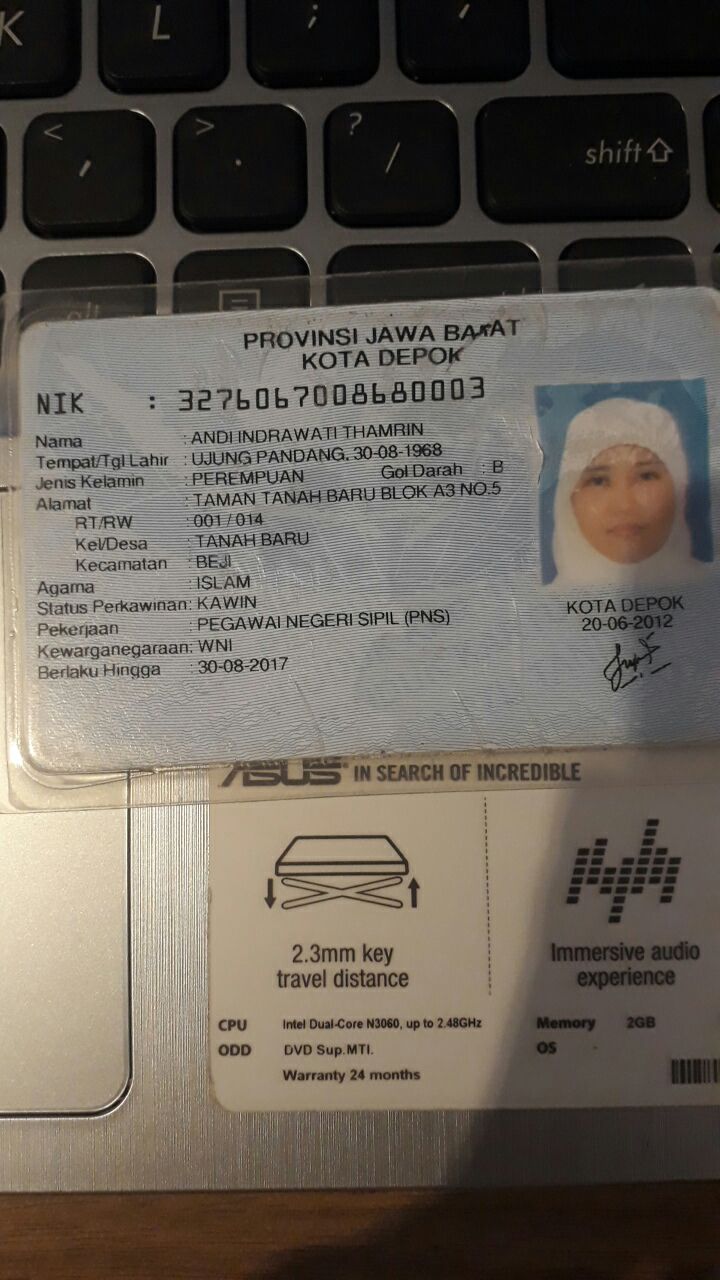 K
L
;
<
,
>
.
?
/
shift
PROVINSI JAWA BARAT
KOTA DEPOK
NIK : 3276067008680003
Nama : ANDI INDRAWATI THAMRIN
Tempat/Tgl Lahir : UJUNG PANDANG. 30-08-1968
Jenis Kelamin : PEREMPUAN Gol Darah : B
Alamat : TAMAN TANAH BARU BLOK A3 NO.5
RT/RW : 001 / 014
Kel/Desa : TANAH BARU
Kecamatan : BEJI
Agama : ISLAM
Status Perkawinan: KAWIN
Pekerjaan : PEGAWAI NEGERI SIPIL (PNS)
Kewarganegaraan: WNI
Berlaku Hingga : 30-08-2017
KOTA DEPOK
20-06-2012
ASUS IN SEARCH OF INCREDIBLE
2.3mm key
travel distance
Immersive audio
experience
CPU Intel Dual-Core N3060, up to 2.48GHz
ODD DVD Sup.MTI.
Warranty 24 months
Memory 2GB
OS -